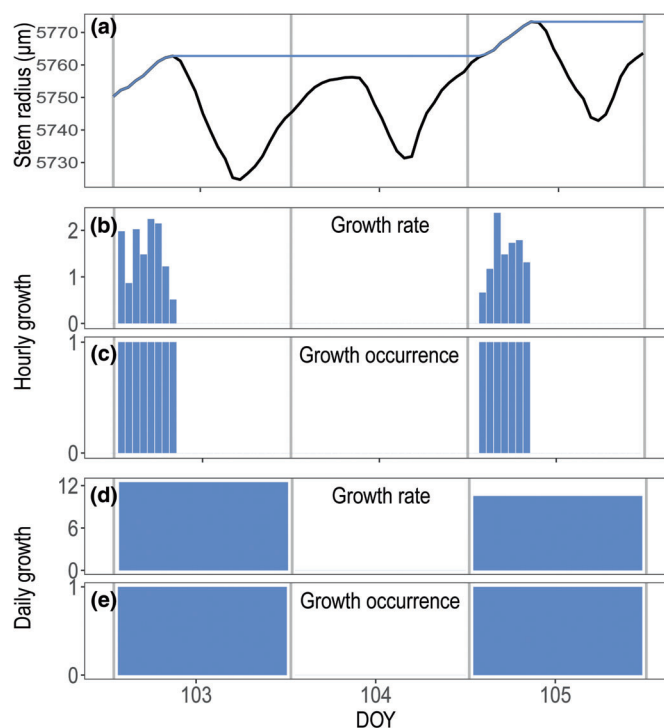 (a)
Stem radius (µm)
5770
5760
5750
5740
5730
(b)
Growth rate
2
1
0
Hourly growth
(c)
Growth occurrence
1
0
(d)
Growth rate
12
6
0
Daily growth
(e)
Growth occurrence
1
0
103 104 105
DOY